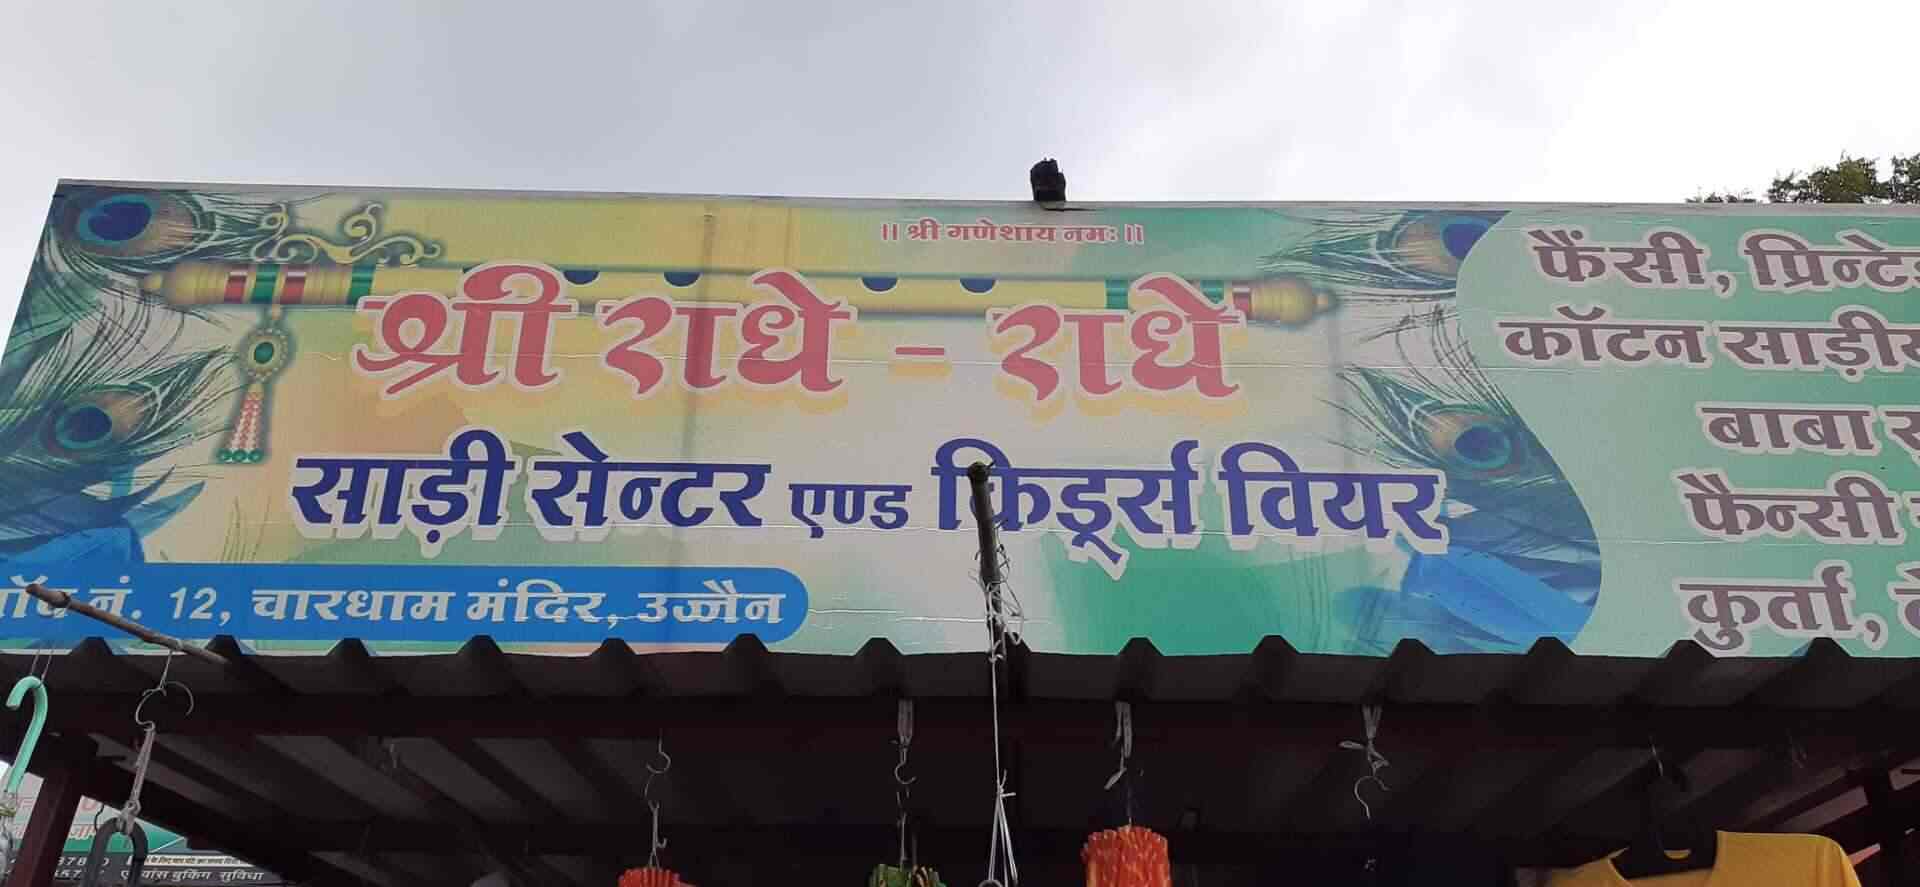 || श्री गणेशाय नमः ||
श्री राधे - राधे
साड़ी सेन्टर एण्ड किड्र्स वियर
नं. 12, चारधाम मंदिर, उज्जैन
फैंसी,
कॉटन
बाबा
फैन्सी
कुर्ता,
बुकिंग सुविधा